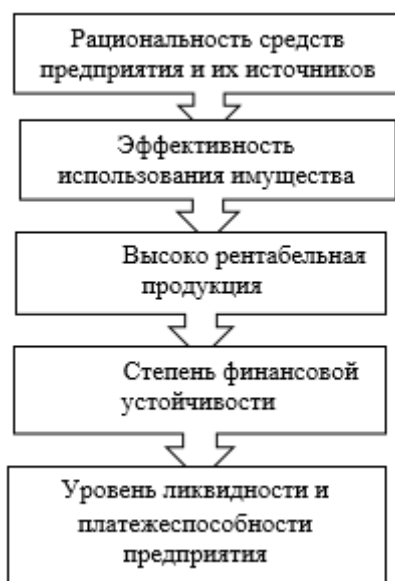 Рациональность средств
предприятия и их источников
Эффективность
использования имущества
Высоко рентабельная
продукция
Степень финансовой
устойчивости
Уровень ликвидности и
платежеспособности
предприятия